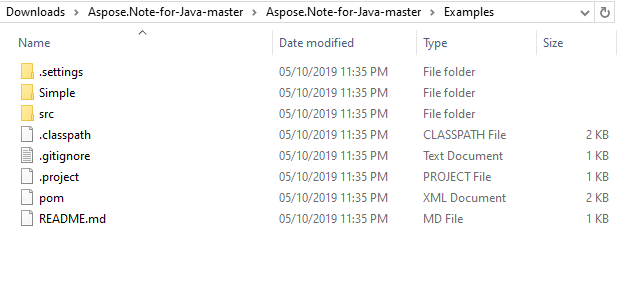 Downloads > Aspose.Note-for-Java-master > Aspose.Note-for-Java-master > Examples
Name Date modified Type Size
.settings 05/10/2019 11:35 PM File folder
Simple 05/10/2019 11:35 PM File folder
src 05/10/2019 11:35 PM File folder
.classpath 05/10/2019 11:35 PM CLASSPATH File 2 KB
.gitignore 05/10/2019 11:35 PM Text Document 1 KB
.project 05/10/2019 11:35 PM PROJECT File 1 KB
pom 05/10/2019 11:35 PM XML Document 2 KB
README.md 05/10/2019 11:35 PM MD File 1 KB